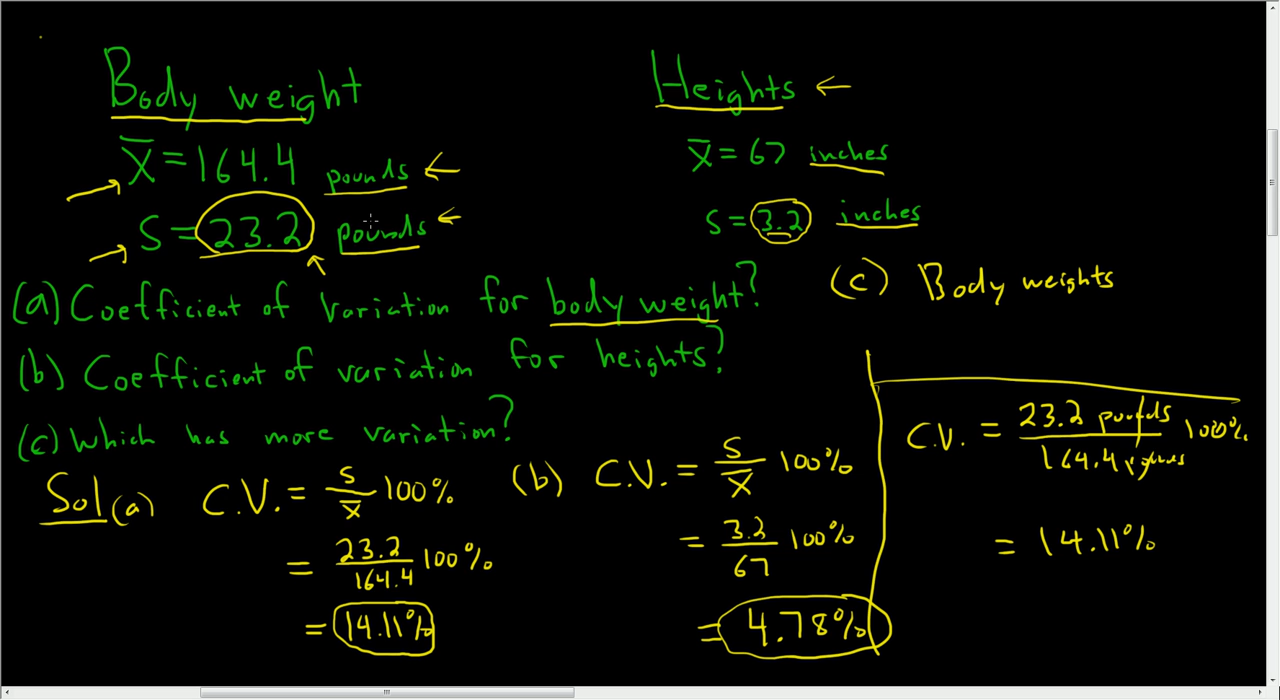 Body weight
X̄ = 164.4 pounds
S = 23.2 pounds
Heights
X̄ = 67 inches
S = 3.2 inches
(a) Coefficient of variation for body weight?
(b) Coefficient of variation for heights?
(c) Which has more variation?
(c) Body weights
Sol (a) C.V. = S/X̄ 100%
= 23.2/164.4 100%
= 14.11%
(b) C.V. = S/X̄ 100%
= 3.2/67 100%
= 4.78%
C.V. = 23.2 pounds/164.4 pounds 100%
= 14.11%